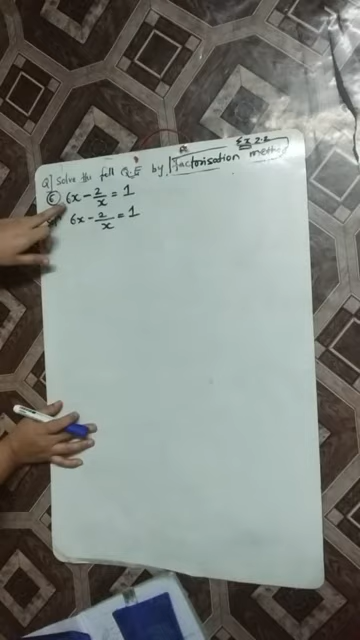 Ex 2.2
Q] Solve the foll Q.E by factorisation method
6x - 2/x = 1
6x - 2/x = 1